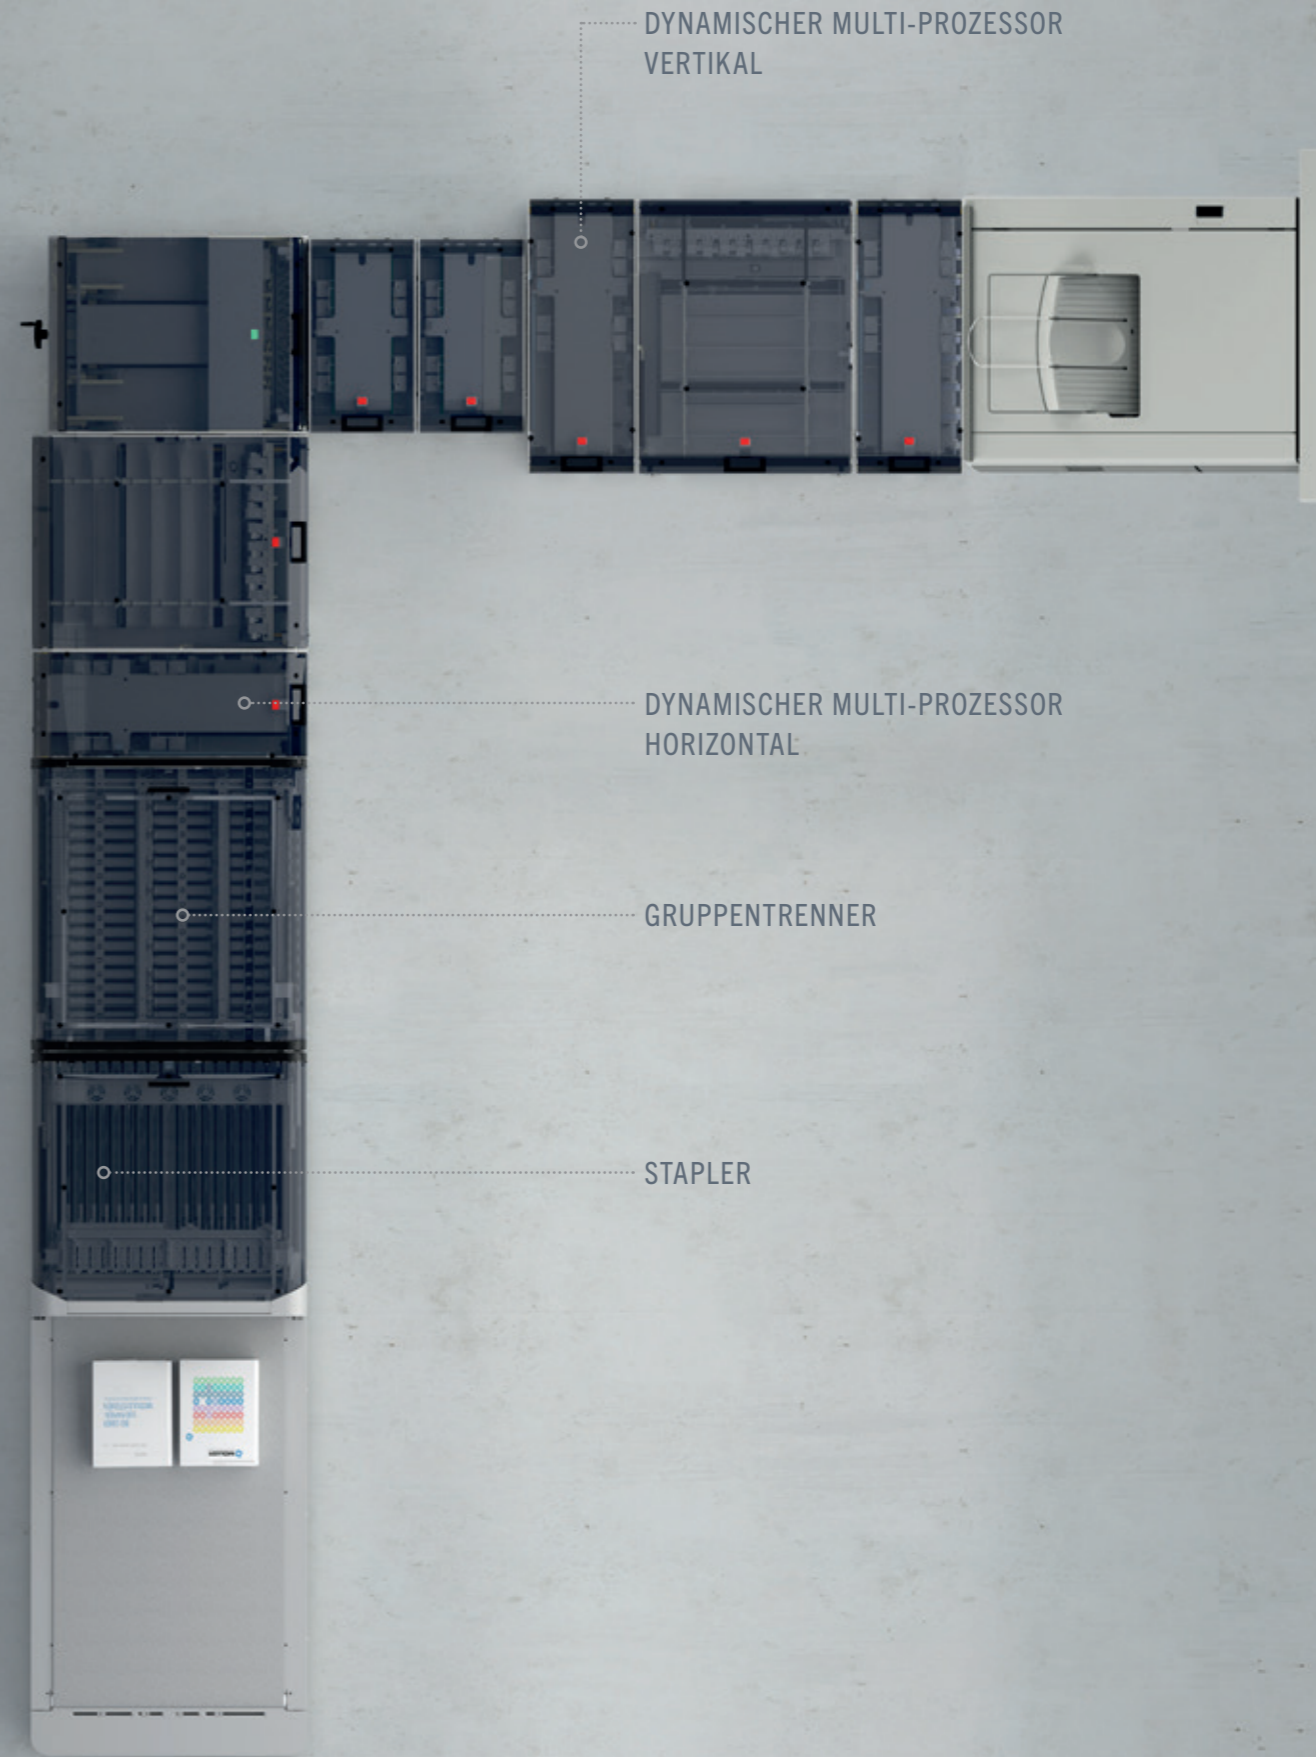 DYNAMISCHER MULTI-PROZESSOR
VERTIKAL
DYNAMISCHER MULTI-PROZESSOR
HORIZONTAL
GRUPPENTRENNER
STAPLER